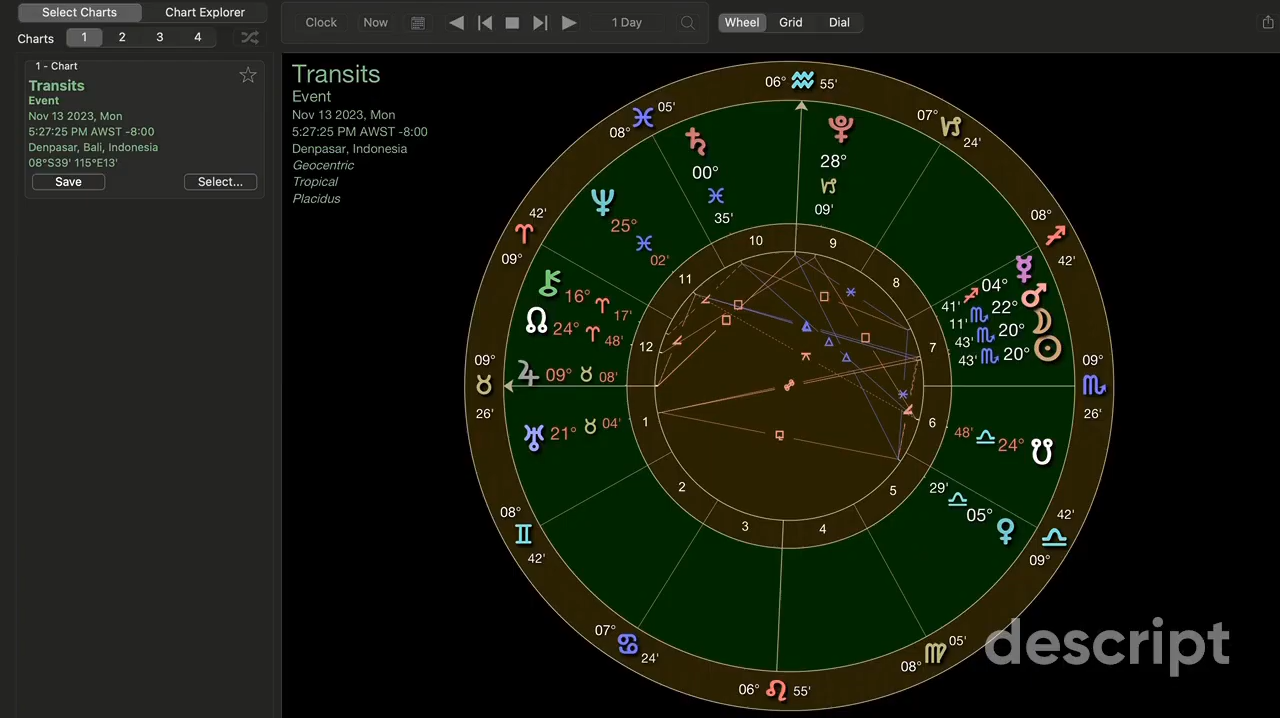 Select Charts Chart Explorer
Clock Now 1 Day Wheel Grid Dial
Charts 1 2 3 4
1 - Chart
Transits
Event
Nov 13 2023, Mon
5:27:25 PM AWST -8:00
Denpasar, Bali, Indonesia
08°S39' 115°E13'
Save Select...
Transits
Event
Nov 13 2023, Mon
5:27:25 PM AWST -8:00
Denpasar, Indonesia
Geocentric
Tropical
Placidus
06° ♒ 55'
08° ♓ 05'
07° ♑ 24'
♄ 00° ♓ 35'
♇ 28° ♑ 09'
♆ 25° ♓ 02'
09° ♈ 42'
08° ♐ 42'
⚷ 16° ♈ 17'
☊ 24° ♈ 48'
☿ 04° ♐ 41'
♂ 22° ♏ 11'
☽ 20° ♏ 43'
☉ 20° ♏ 43'
09° ♉ 26'
♃ 09° ♉ 08'
09° ♏ 26'
♅ 21° ♉ 04'
48' ♎ 24° ☋
29' ♎ 05° ♀
08° ♊ 42'
42' ♎ 09°
07° ♋ 24'
08° ♍ 05'
06° ♌ 55'
10 9
11 8
12 7
1 6
2 5
3 4
descript